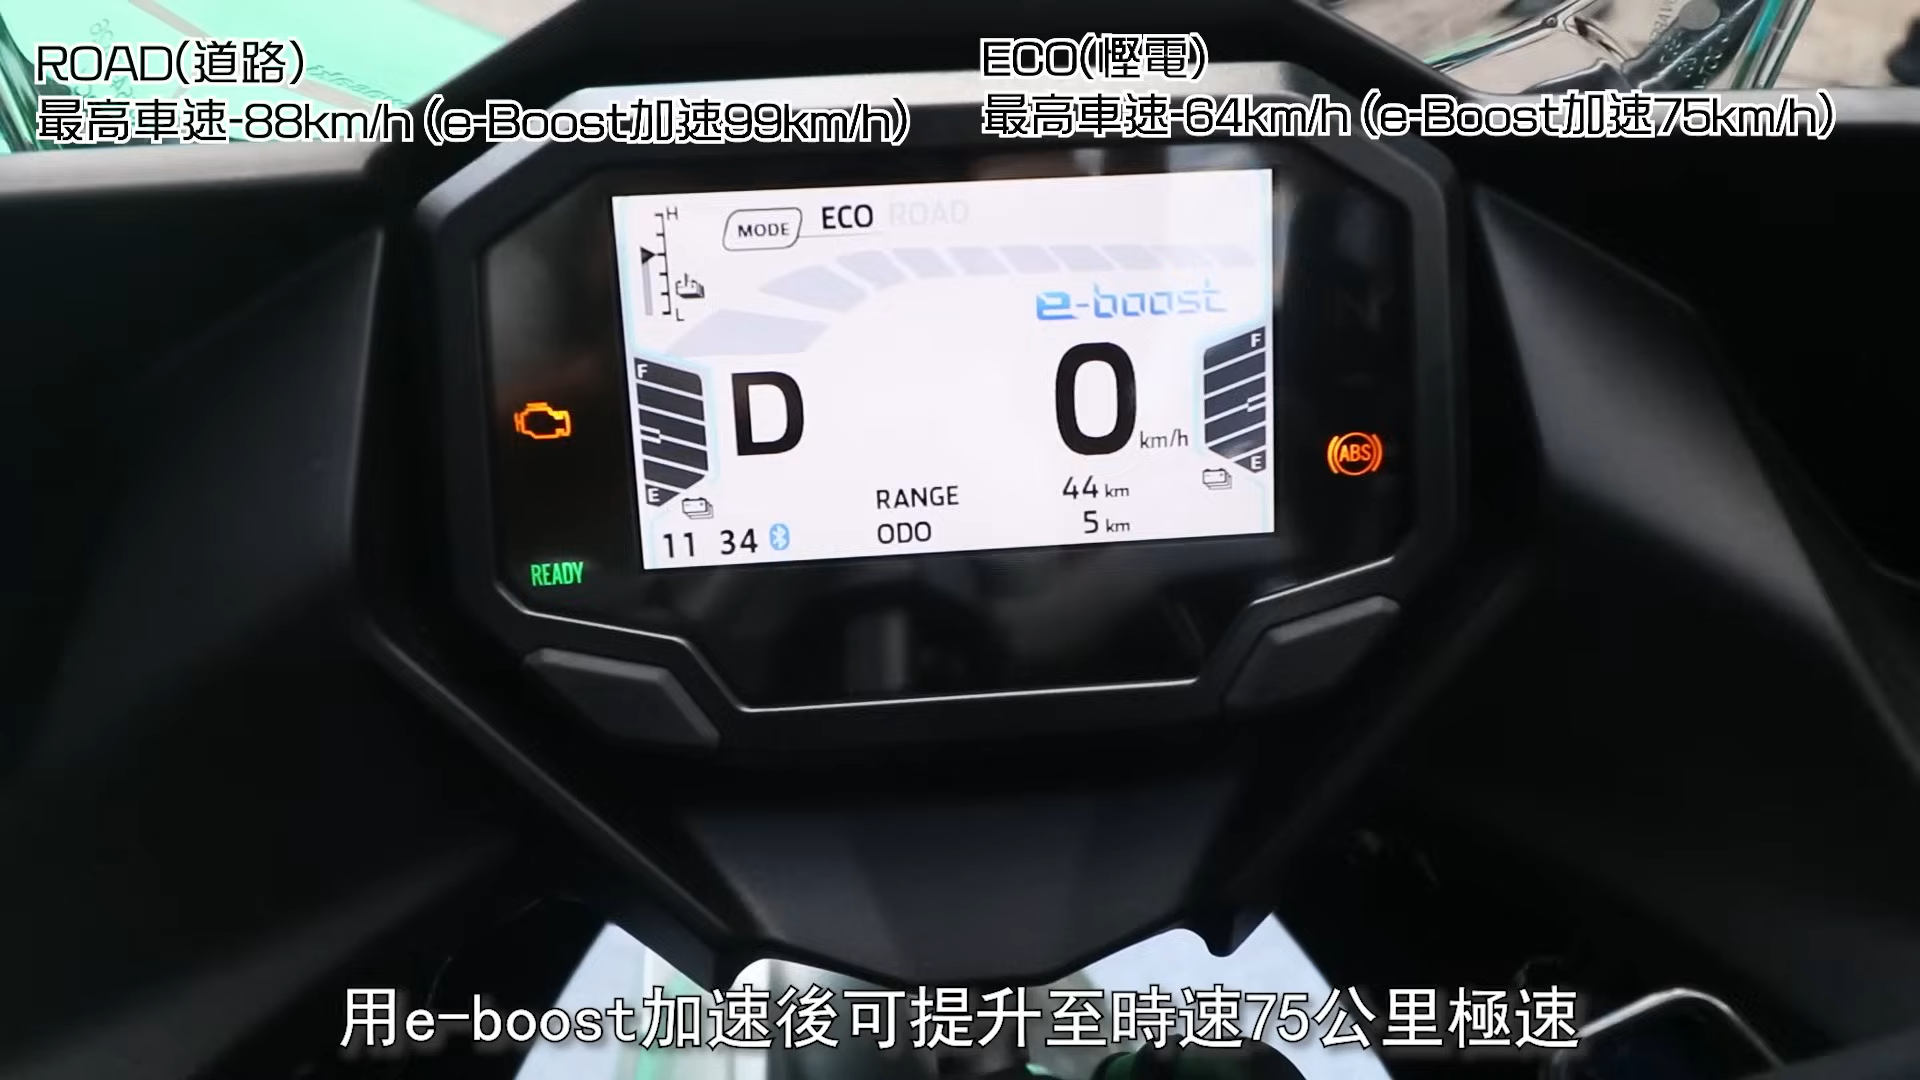 ROAD(道路)
最高車速-88km/h (e-Boost加速99km/h)
ECO(慳電)
最高車速-64km/h (e-Boost加速75km/h)
H
MODE ECO ROAD
L
e-boost
F
F
D
0 km/h
ABS
E
E
RANGE 44 km
11 34
ODO 5 km
READY
用e-boost加速後可提升至時速75公里極速